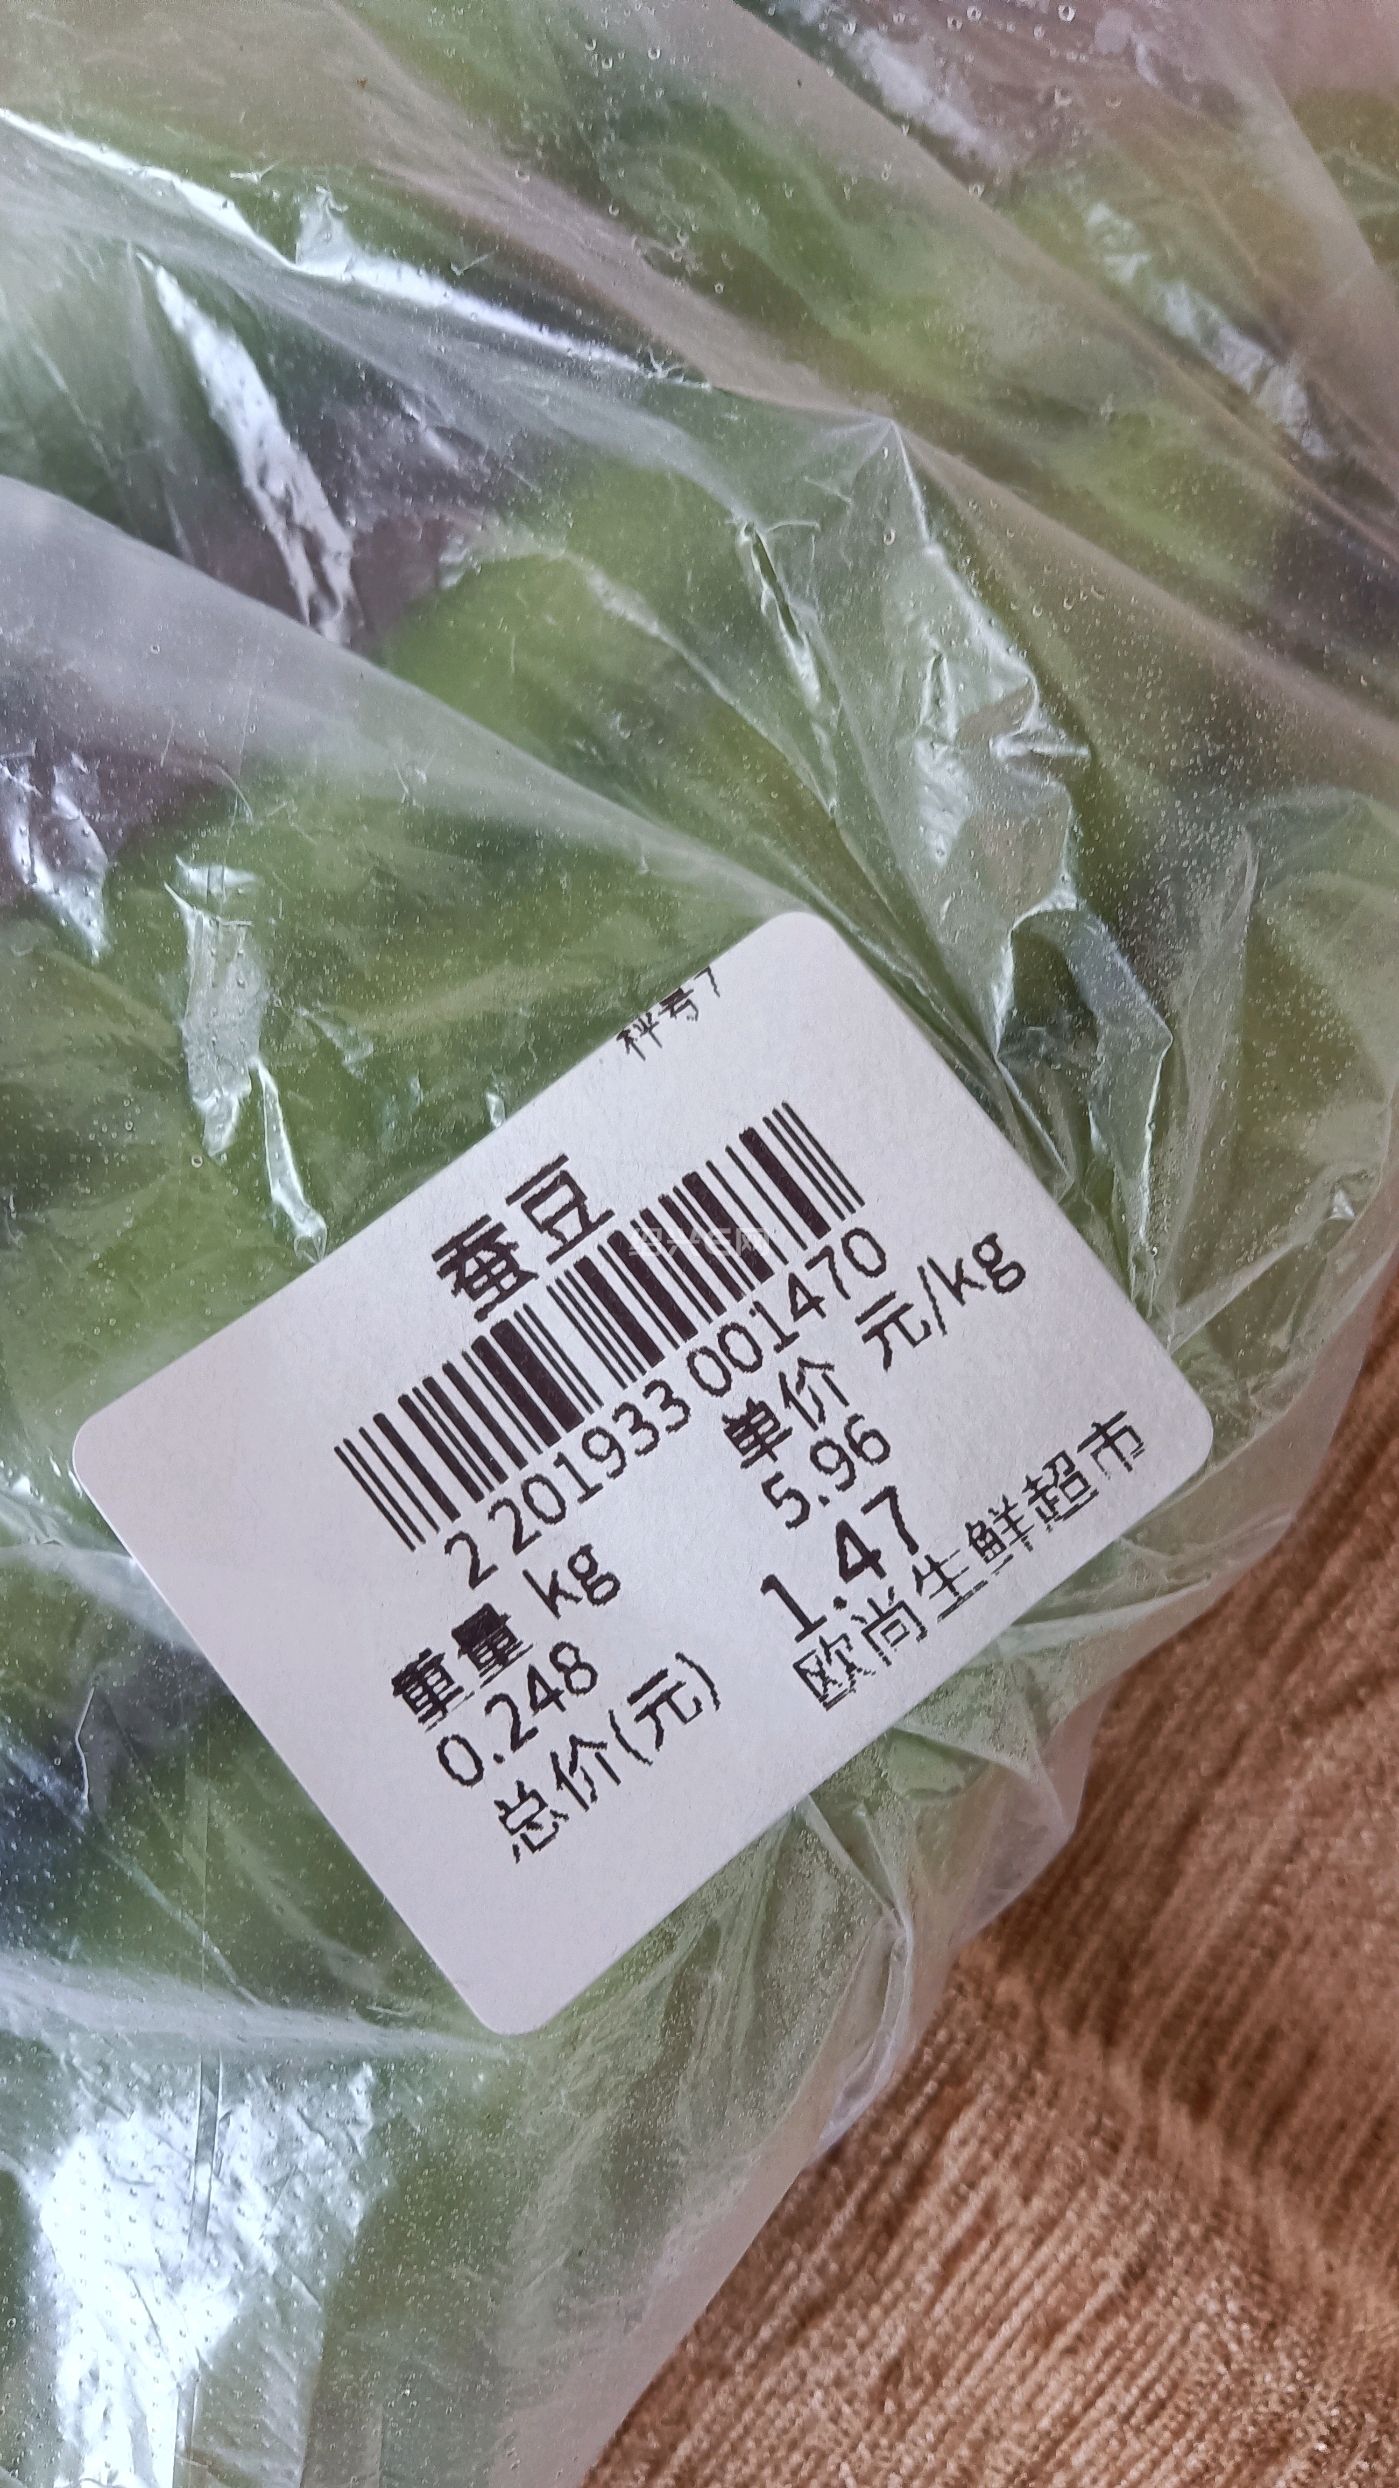 秤号7
蚕豆
2 201933 001470
重量 kg 单价 元/kg
0.248 5.96
总价(元) 1.47
欧尚生鲜超市